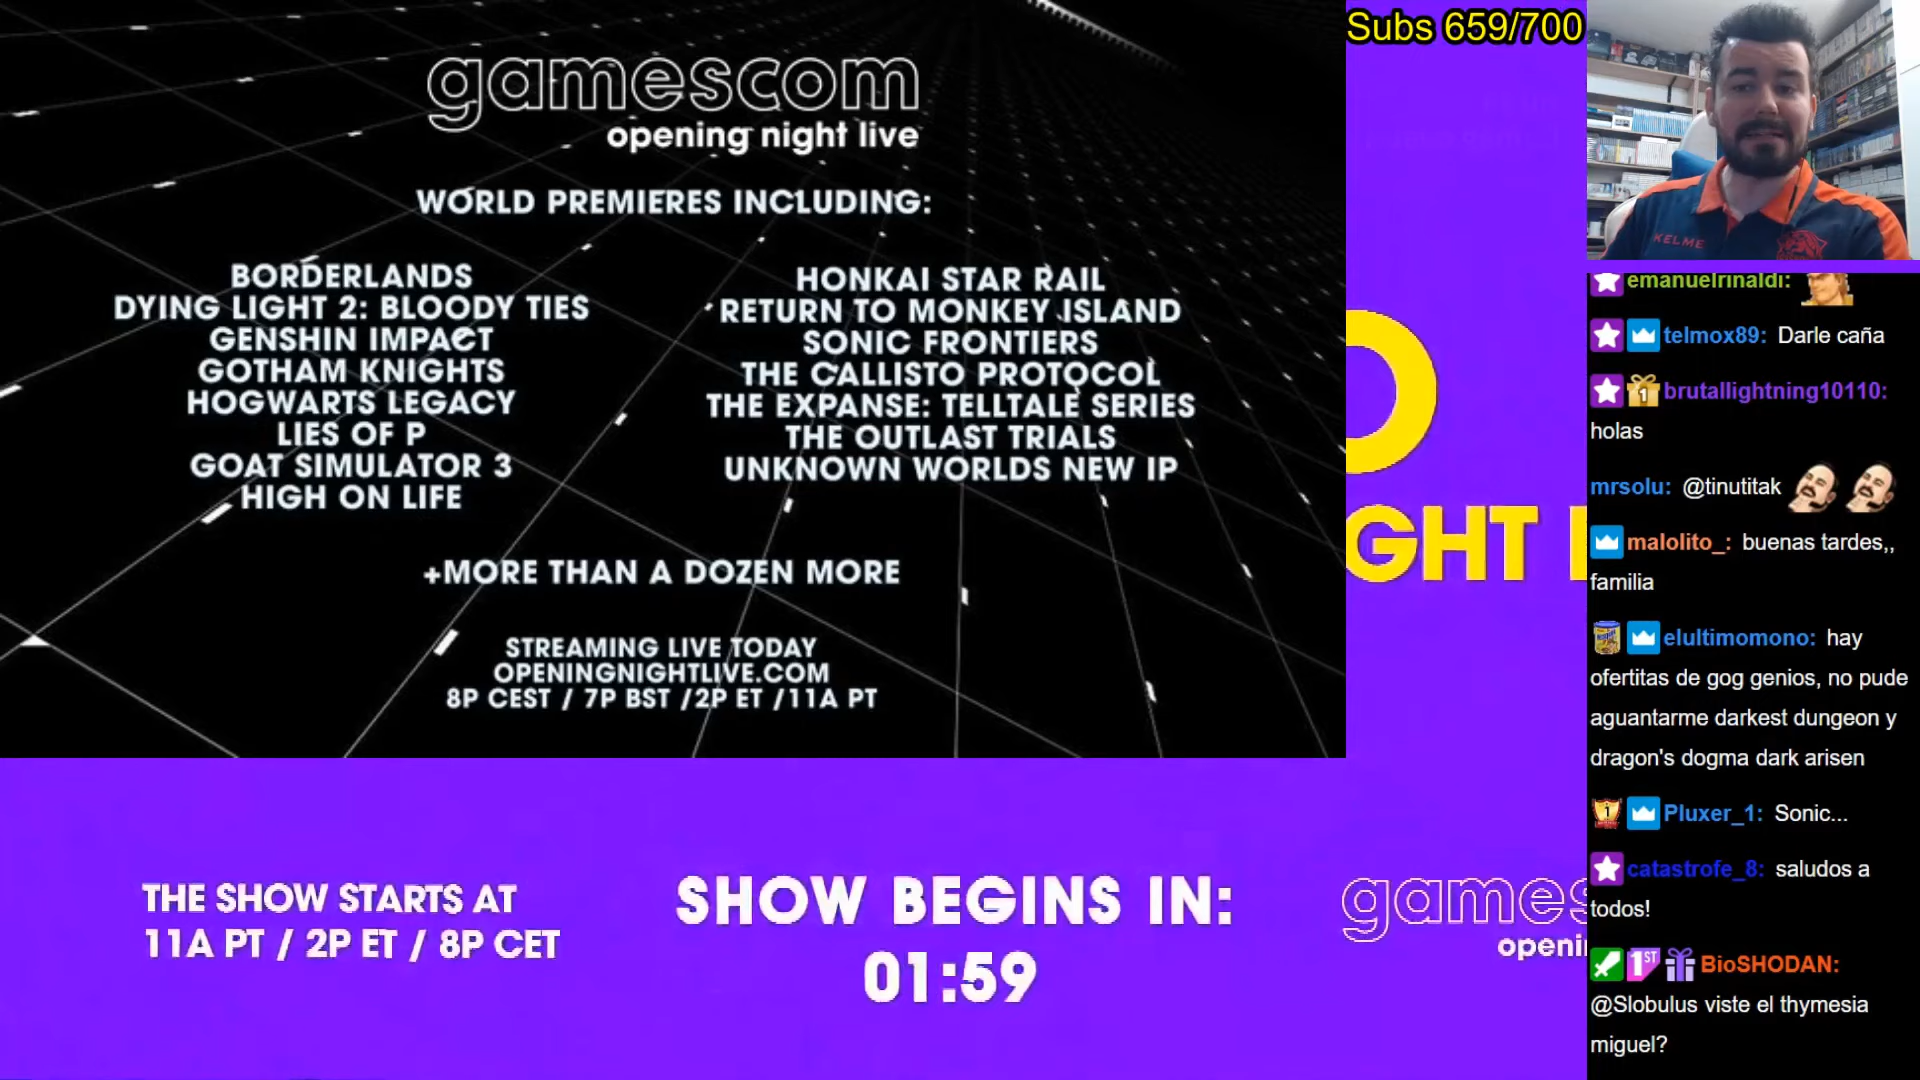 gamescom
opening night live
WORLD PREMIERES INCLUDING:
BORDERLANDS
DYING LIGHT 2: BLOODY TIES
GENSHIN IMPACT
GOTHAM KNIGHTS
HOGWARTS LEGACY
LIES OF P
GOAT SIMULATOR 3
HIGH ON LIFE
HONKAI STAR RAIL
RETURN TO MONKEY ISLAND
SONIC FRONTIERS
THE CALLISTO PROTOCOL
THE EXPANSE: TELLTALE SERIES
THE OUTLAST TRIALS
UNKNOWN WORLDS NEW IP
+MORE THAN A DOZEN MORE
STREAMING LIVE TODAY
OPENINGNIGHTLIVE.COM
8P CEST / 7P BST /2P ET /11A PT
THE SHOW STARTS AT
11A PT / 2P ET / 8P CET
SHOW BEGINS IN:
01:59
games
openi
GHT
Subs 659/700
KELME
emanuelrinaldi:
telmox89: Darle caña
brutallightning10110:
holas
mrsolu: @tinutitak
malolito_: buenas tardes,,
familia
elultimomono: hay
ofertitas de gog genios, no pude
aguantarme darkest dungeon y
dragon's dogma dark arisen
Pluxer_1: Sonic...
catastrofe_8: saludos a
todos!
1ST BioSHODAN:
@Slobulus viste el thymesia
miguel?